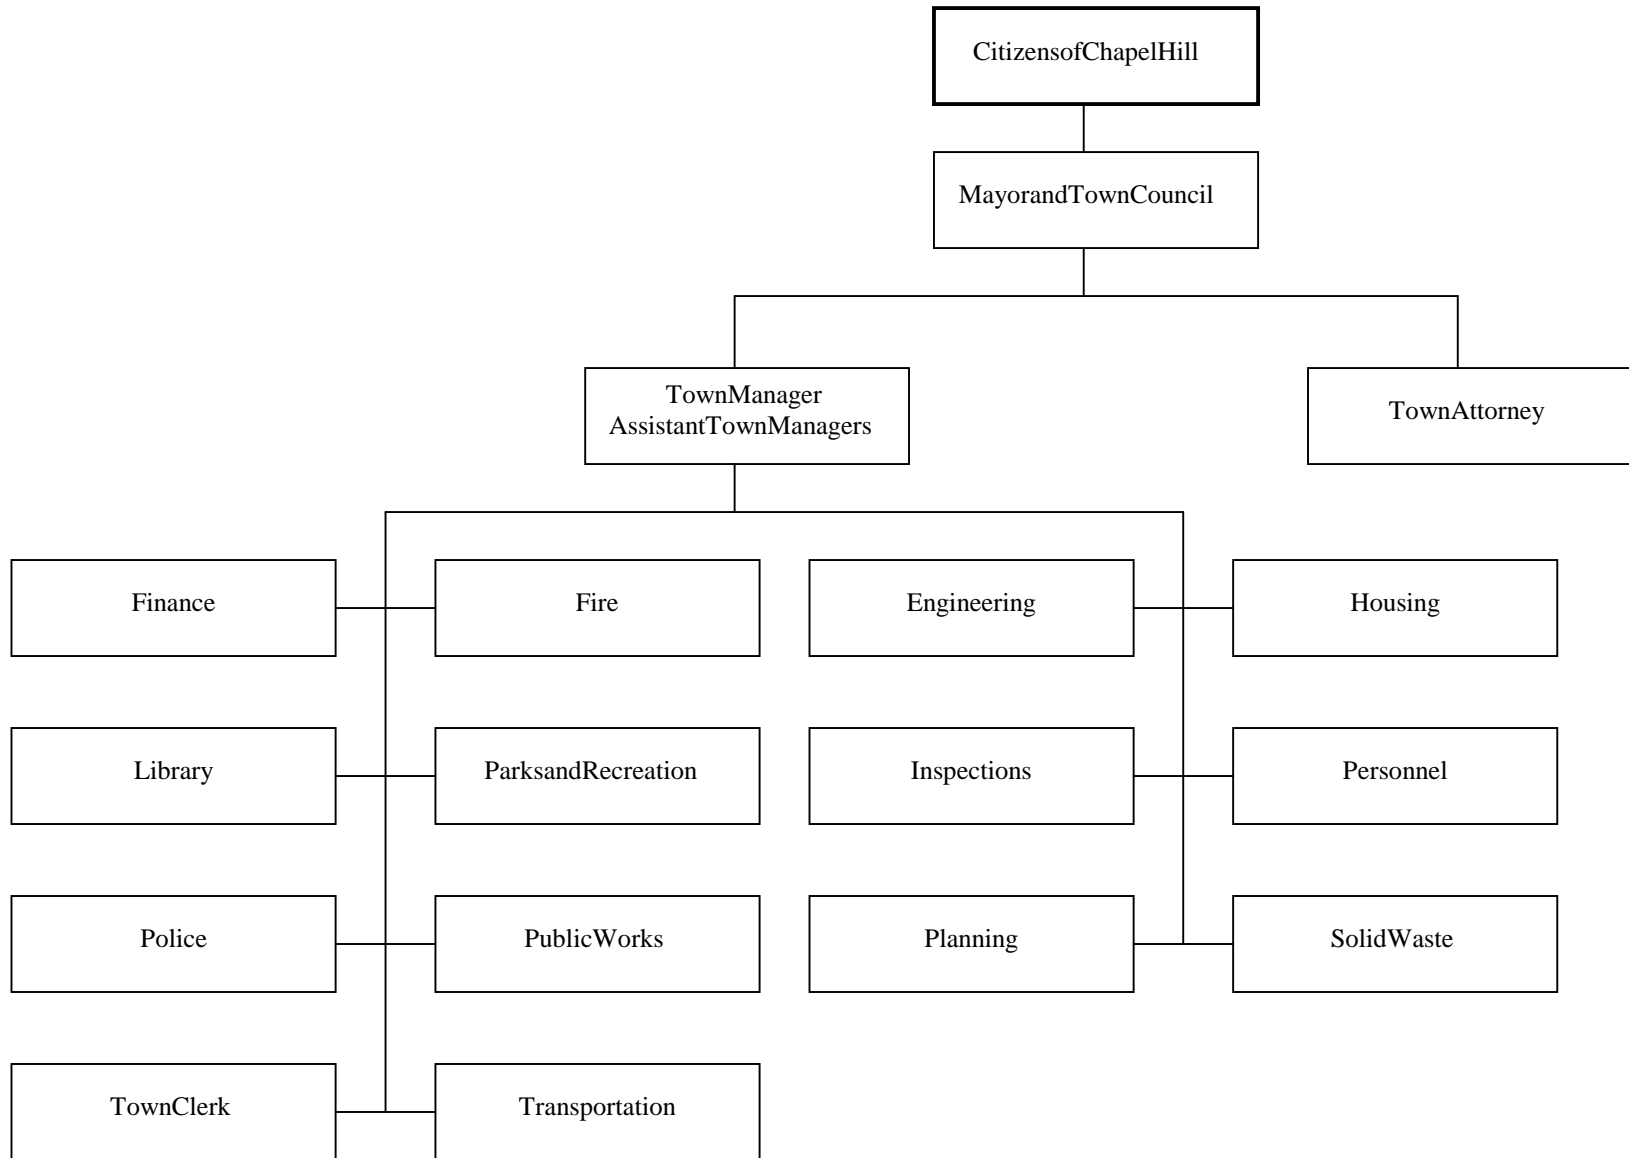 CitizensofChapelHill
MayorandTownCouncil
TownManager
AssistantTownManagers
TownAttorney
Finance
Fire
Engineering
Housing
Library
ParksandRecreation
Inspections
Personnel
Police
PublicWorks
Planning
SolidWaste
TownClerk
Transportation